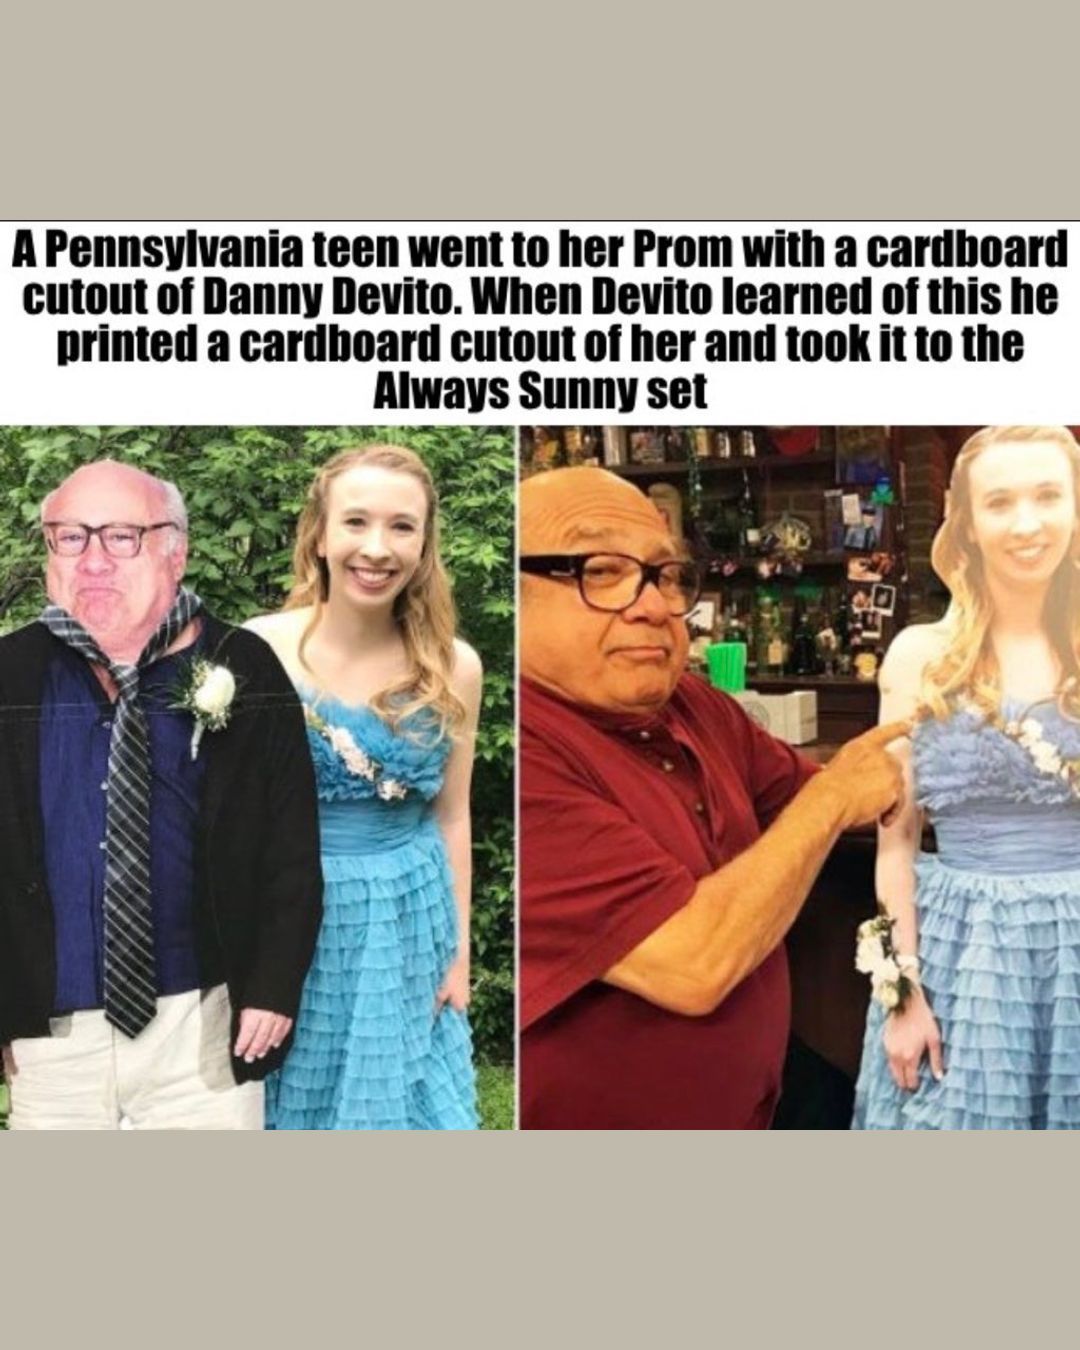 A Pennsylvania teen went to her Prom with a cardboard
cutout of Danny Devito. When Devito learned of this he
printed a cardboard cutout of her and took it to the
Always Sunny set